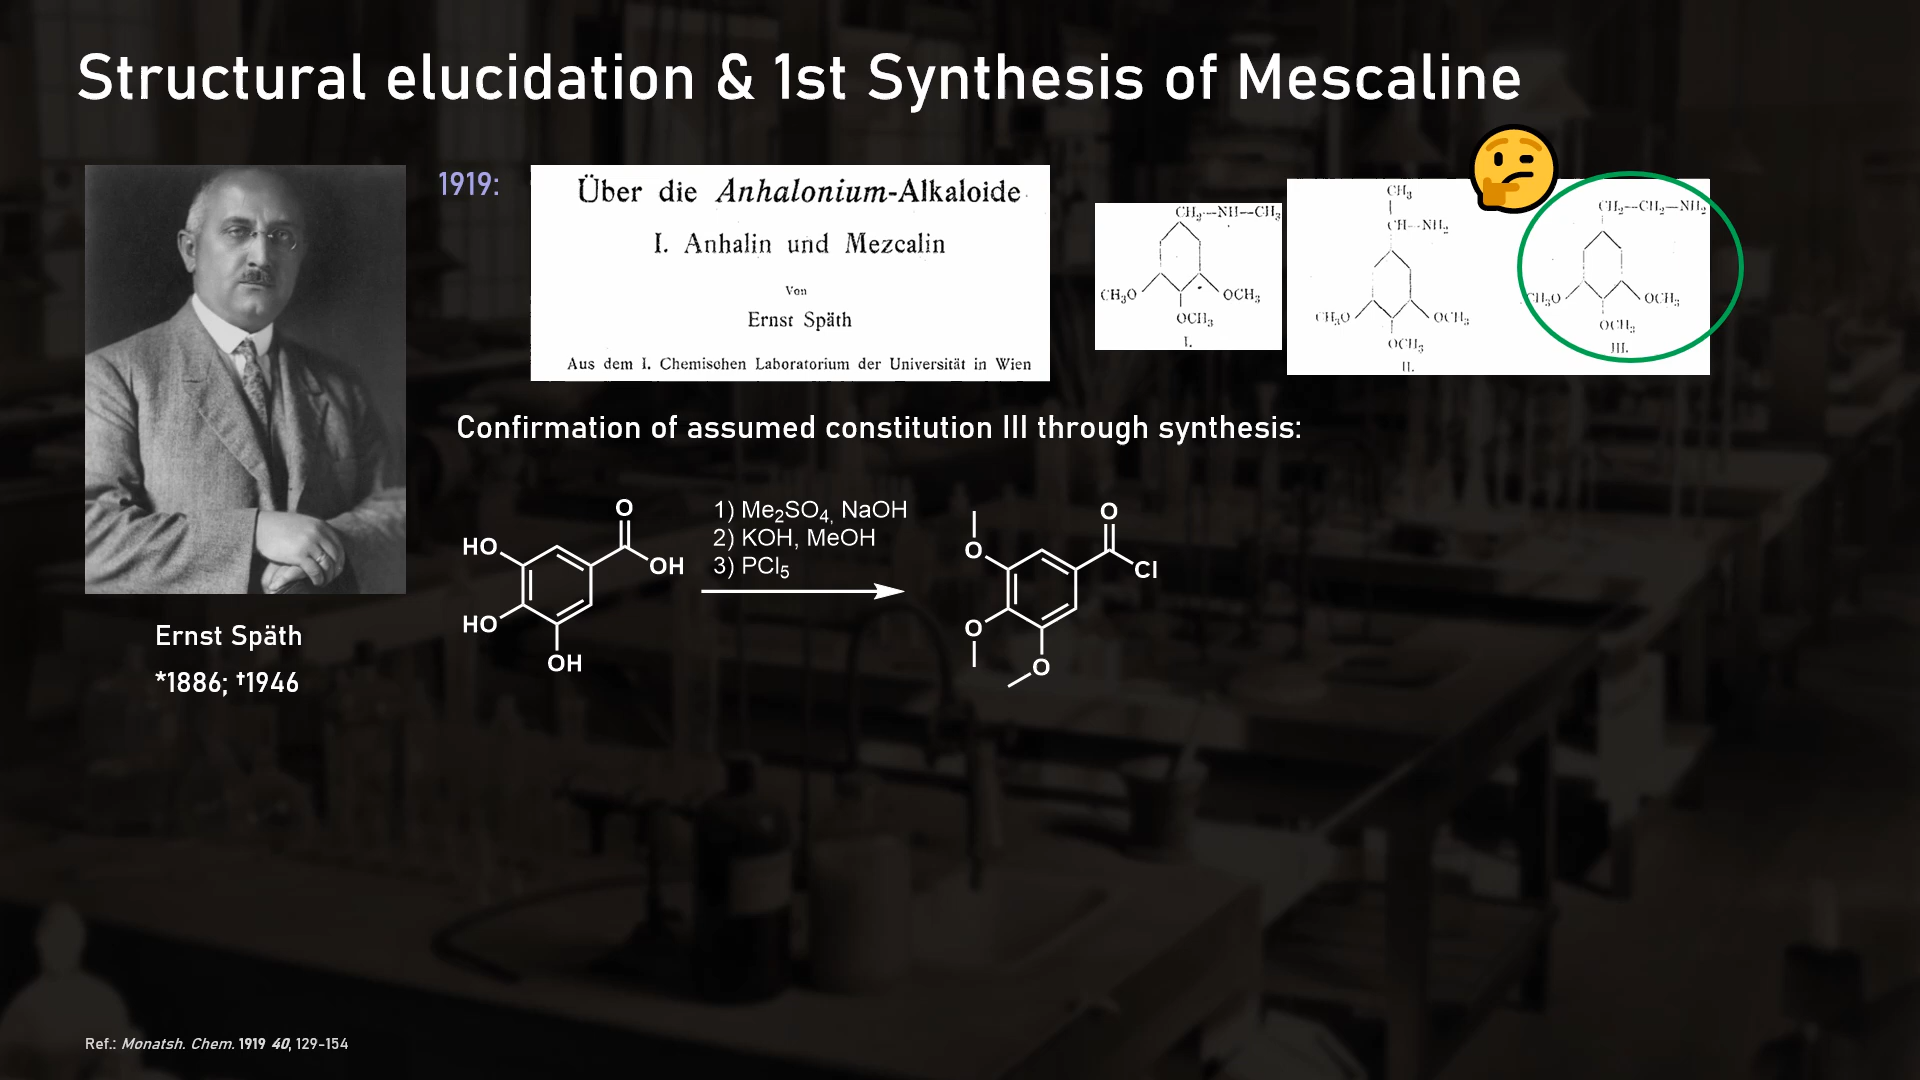 Structural elucidation & 1st Synthesis of Mescaline
1919:
Über die Anhalonium-Alkaloide
I. Anhalin und Mezcalin
Von
Ernst Späth
Aus dem I. Chemischen Laboratorium der Universität in Wien
CH₂—NH—CH₃
CH₃O
OCH₃
OCH₃
I.
CH₃
CH—NH₂
CH₃O
OCH₃
OCH₃
II.
CH₂—CH₂—NH₂
CH₃O
OCH₃
OCH₃
III.
Confirmation of assumed constitution III through synthesis:
O
HO
OH
HO
OH
1) Me₂SO₄, NaOH
2) KOH, MeOH
3) PCl₅
O
O
Cl
O
O
Ernst Späth
*1886; †1946
Ref.: Monatsh. Chem. 1919 40, 129-154